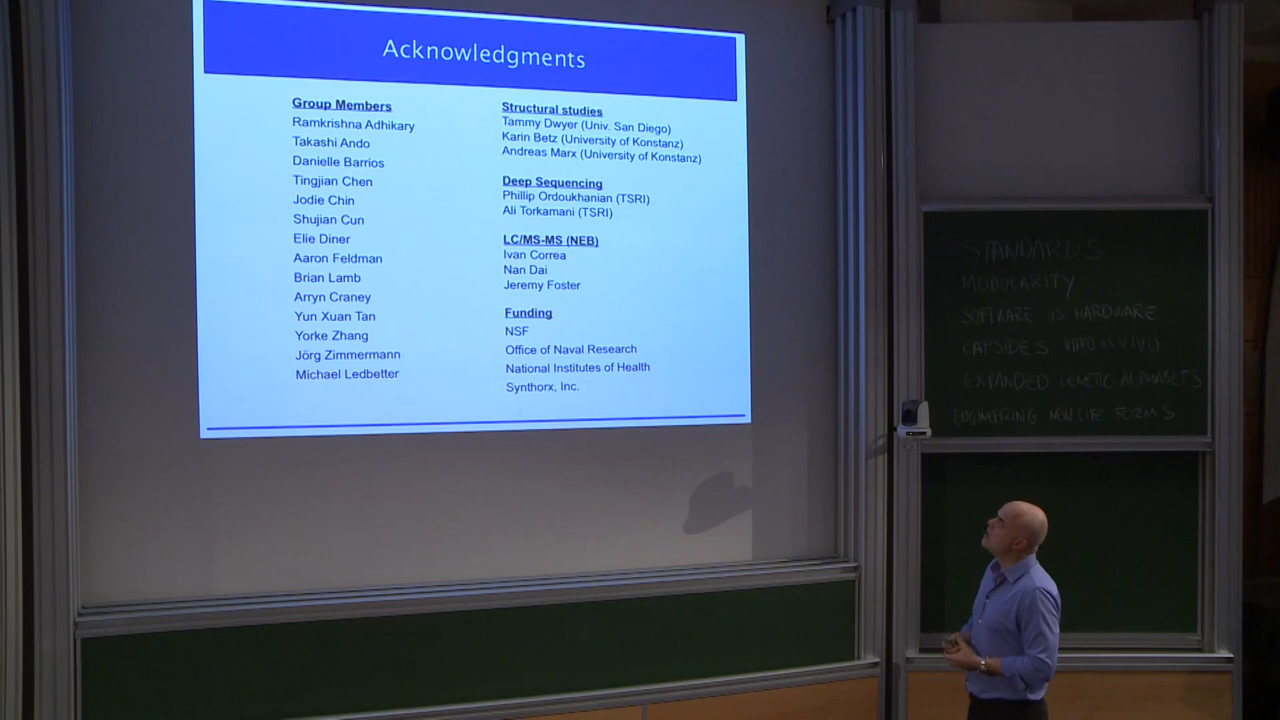 Acknowledgments
Group Members
Ramkrishna Adhikary
Takashi Ando
Danielle Barrios
Tingjian Chen
Jodie Chin
Shujian Cun
Elie Diner
Aaron Feldman
Brian Lamb
Arryn Craney
Yun Xuan Tan
Yorke Zhang
Jörg Zimmermann
Michael Ledbetter
Structural studies
Tammy Dwyer (Univ. San Diego)
Karin Betz (University of Konstanz)
Andreas Marx (University of Konstanz)
Deep Sequencing
Phillip Ordoukhanian (TSRI)
Ali Torkamani (TSRI)
LC/MS-MS (NEB)
Ivan Correa
Nan Dai
Jeremy Foster
Funding
NSF
Office of Naval Research
National Institutes of Health
Synthorx, Inc.
STANDARDS
MODULARITY
SOFTWARE VS HARDWARE
CAPSIDES VITRO VS VIVO
EXPANDED GENETIC ALPHABETS
ENGINEERING NEW LIFE FORMS